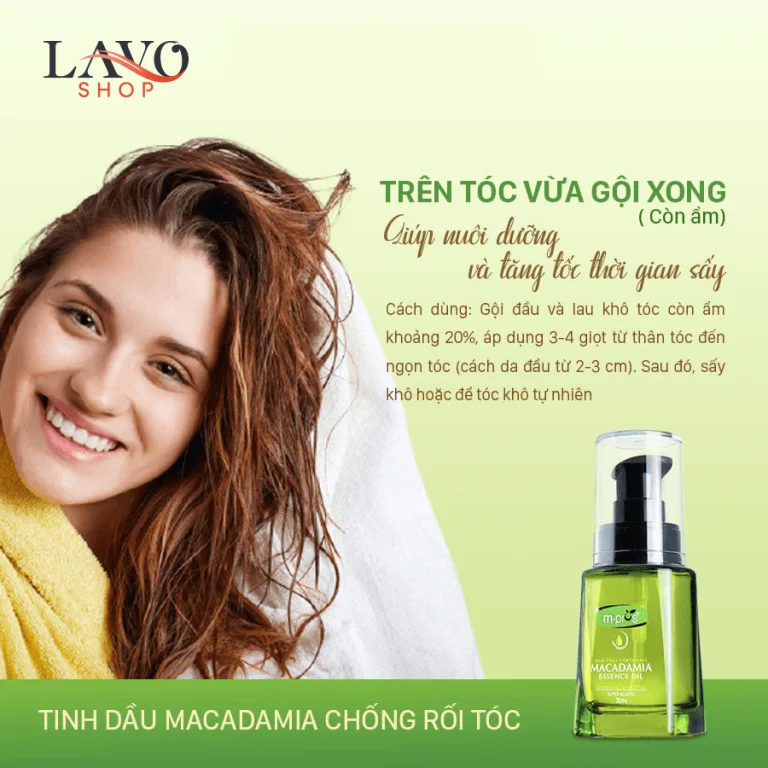 LAVO
SHOP
TRÊN TÓC VỪA GỘI XONG
( Còn ẩm)
Giúp nuôi dưỡng
và tăng tốc thời gian sấy
Cách dùng: Gội đầu và lau khô tóc còn ẩm
khoảng 20%, áp dụng 3-4 giọt từ thân tóc đến
ngọn tóc (cách da đầu từ 2-3 cm). Sau đó, sấy
khô hoặc để tóc khô tự nhiên
m-pros
MACADAMIA
ESSENCE OIL
30ml
TINH DẦU MACADAMIA CHỐNG RỐI TÓC